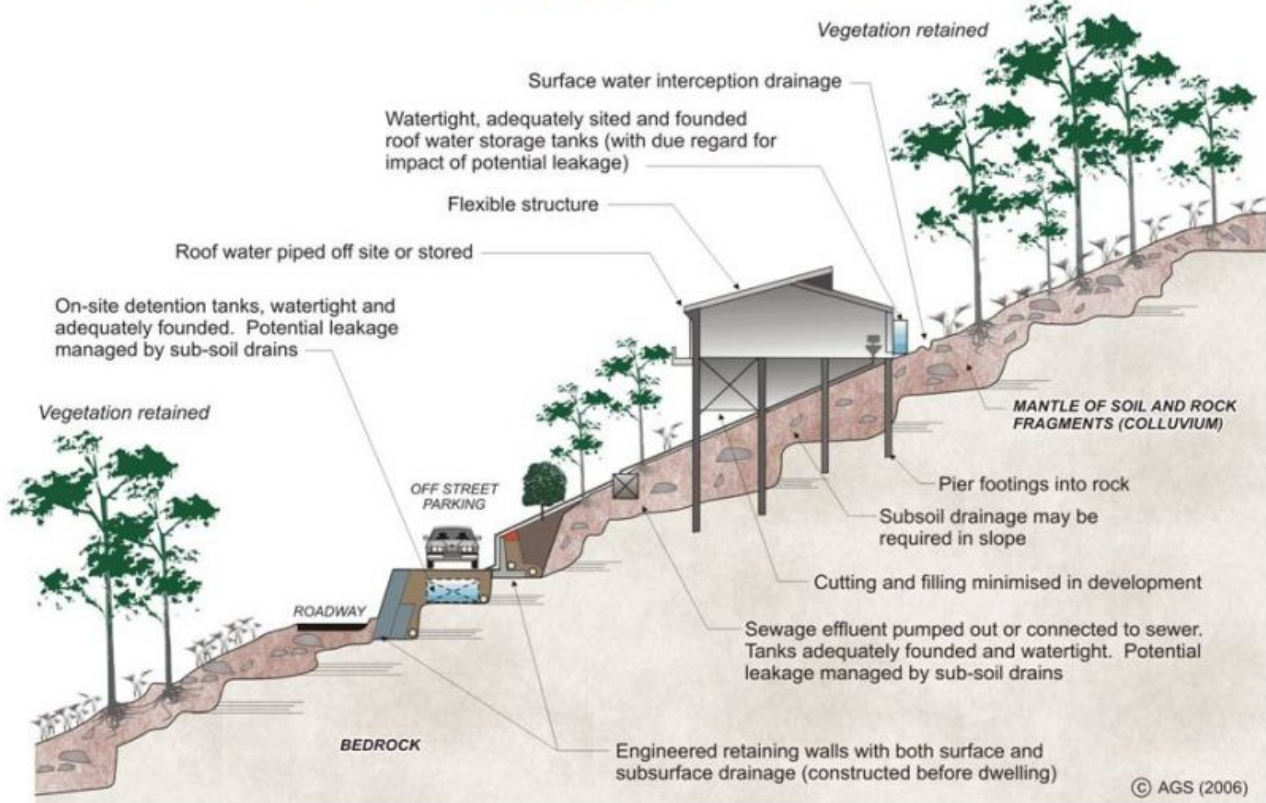 Vegetation retained
Surface water interception drainage
Watertight, adequately sited and founded
roof water storage tanks (with due regard for
impact of potential leakage)
Flexible structure
Roof water piped off site or stored
On-site detention tanks, watertight and
adequately founded. Potential leakage
managed by sub-soil drains
Vegetation retained
MANTLE OF SOIL AND ROCK
FRAGMENTS (COLLUVIUM)
OFF STREET
PARKING
Pier footings into rock
Subsoil drainage may be
required in slope
Cutting and filling minimised in development
ROADWAY
Sewage effluent pumped out or connected to sewer.
Tanks adequately founded and watertight. Potential
leakage managed by sub-soil drains
BEDROCK
Engineered retaining walls with both surface and
subsurface drainage (constructed before dwelling)
© AGS (2006)